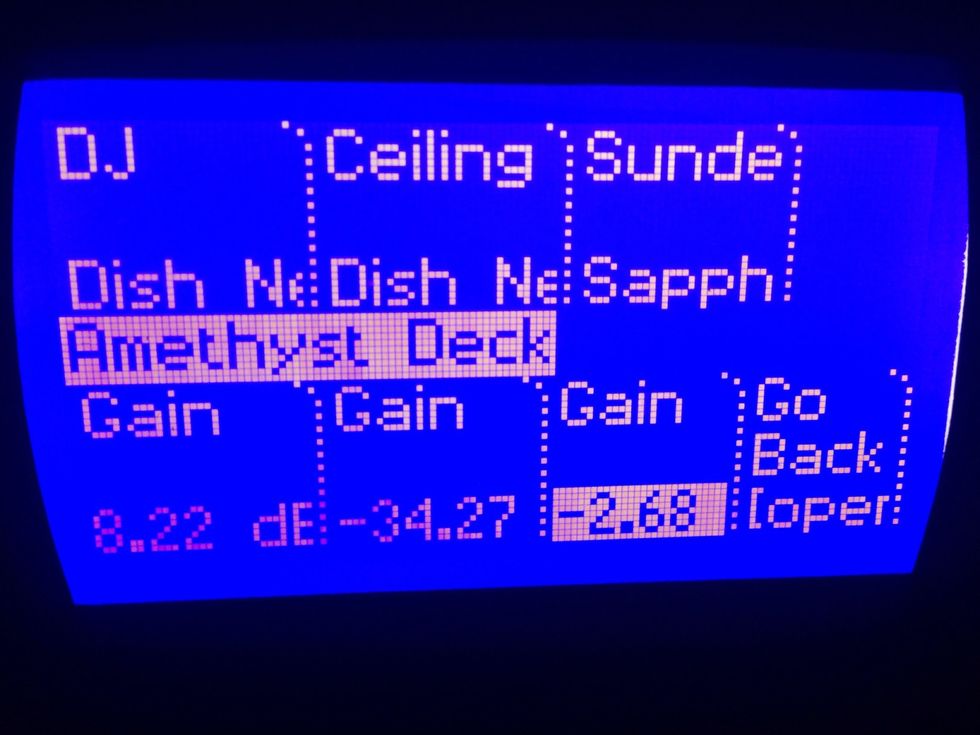 DJ Ceiling Sunde
Dish Ne Dish Ne Sapph
Amethyst Deck
Gain Gain Gain Go
Back
8.22 dB -34.27 -2.68 [oper